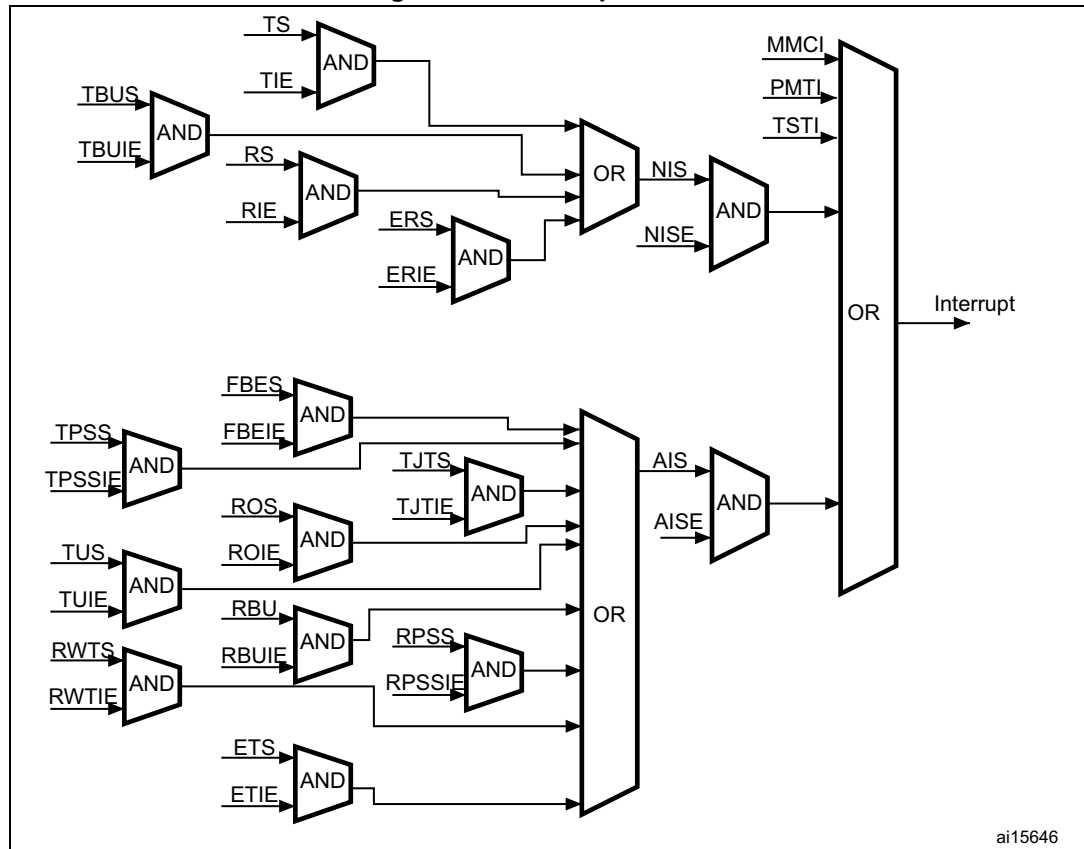 TS
AND
TIE
TBUS
AND
TBUIE
RS
AND
RIE
ERS
AND
ERIE
OR
NIS
AND
NISE
MMCI
PMTI
TSTI
OR
Interrupt
FBES
AND
FBEIE
TPSS
AND
TPSSIE
TJTS
AND
TJTIE
ROS
AND
ROIE
TUS
AND
TUIE
RBU
AND
RBUIE
RPSS
AND
RPSSIE
RWTS
AND
RWTIE
ETS
AND
ETIE
OR
AIS
AND
AISE
ai15646